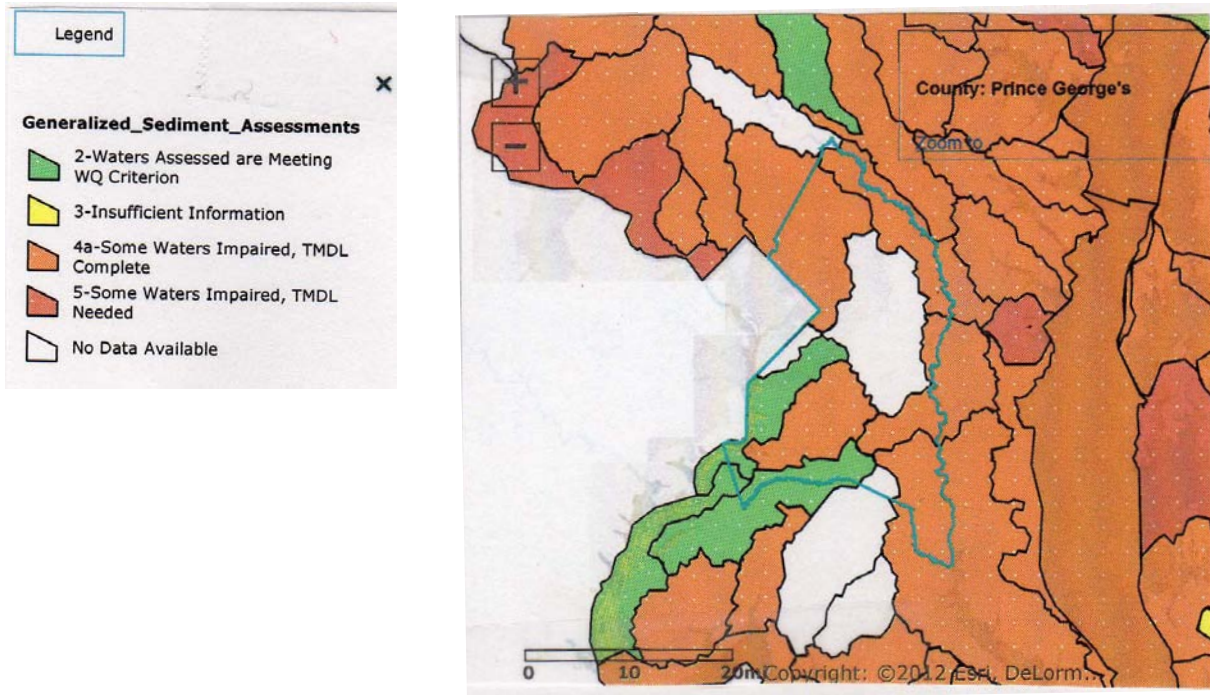 Legend
Generalized_Sediment_Assessments
2-Waters Assessed are Meeting
WQ Criterion
3-Insufficient Information
4a-Some Waters Impaired, TMDL
Complete
5-Some Waters Impaired, TMDL
Needed
No Data Available
+
−
County: Prince George's
Zoom to
0 10 20mi
Copyright: ©2012 Esri, DeLorm...